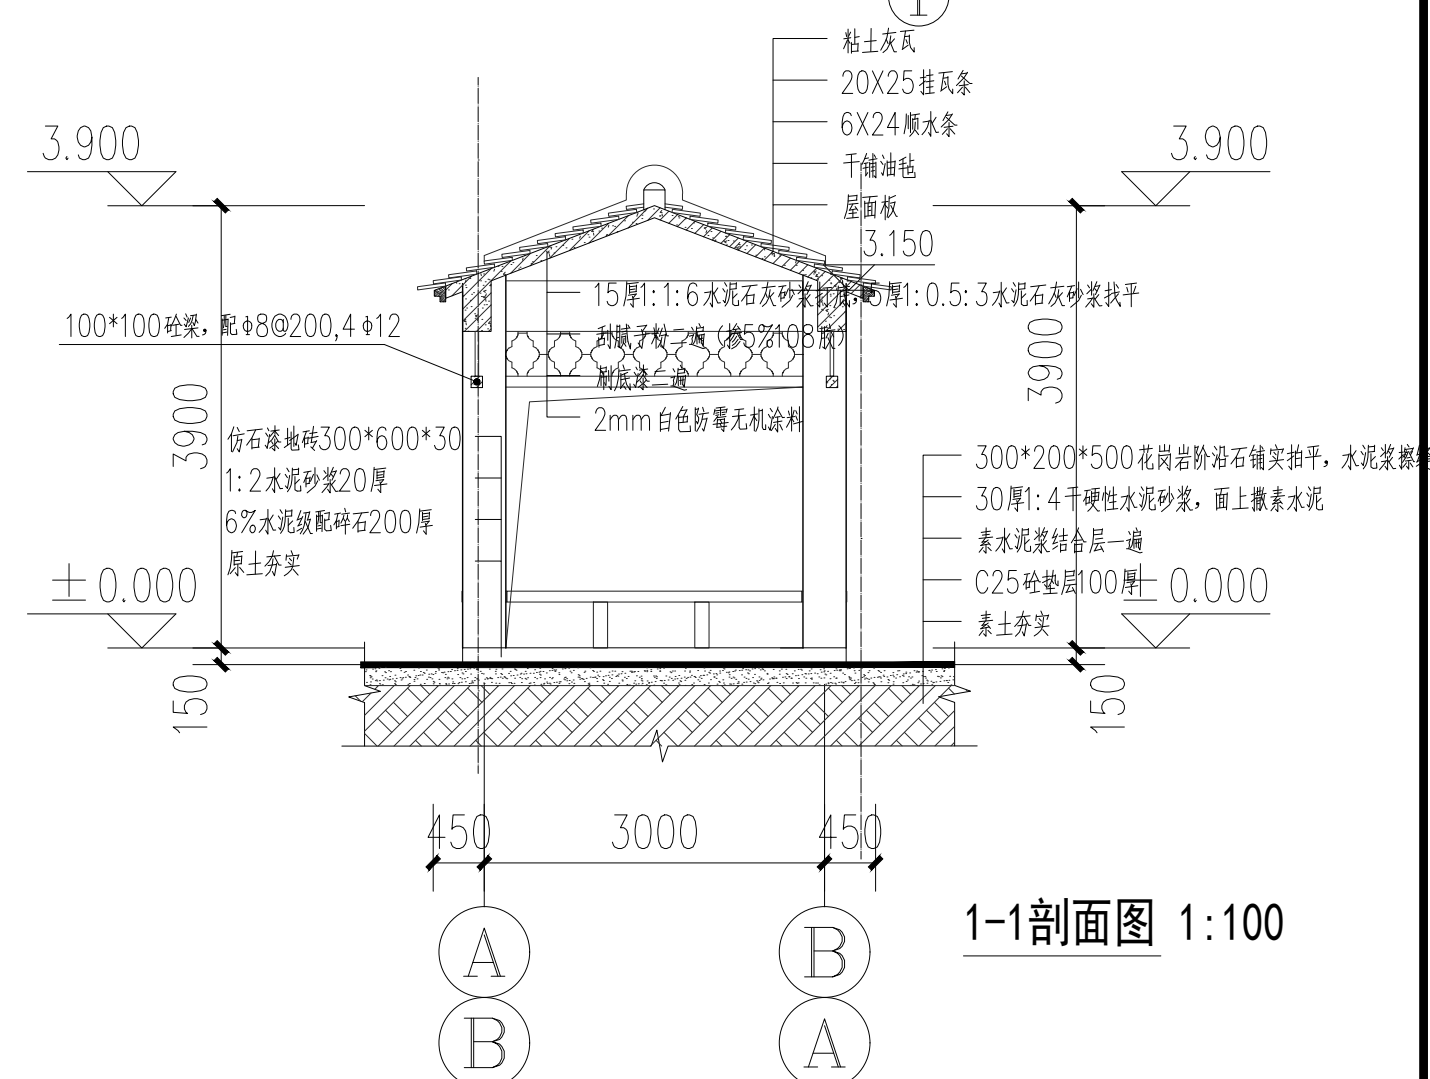 1
粘土灰瓦
20X25挂瓦条
6X24顺水条
干铺油毡
屋面板
3.900
3.900
3.150
15厚1:1:6水泥石灰砂浆打底，5厚1:0.5:3水泥石灰砂浆找平
刮腻子粉二遍（掺5%108胶）
刷底漆二遍
2mm白色防霉无机涂料
100*100砼梁，配Φ8@200,4Φ12
3900
3900
仿石漆地砖300*600*30
1:2水泥砂浆20厚
6%水泥级配碎石200厚
原土夯实
300*200*500花岗岩阶沿石铺实拍平，水泥浆擦缝
30厚1:4干硬性水泥砂浆，面上撒素水泥
素水泥浆结合层一遍
C25砼垫层100厚
素土夯实
±0.000
±0.000
150
150
450
3000
450
A
B
B
A
1-1剖面图 1:100